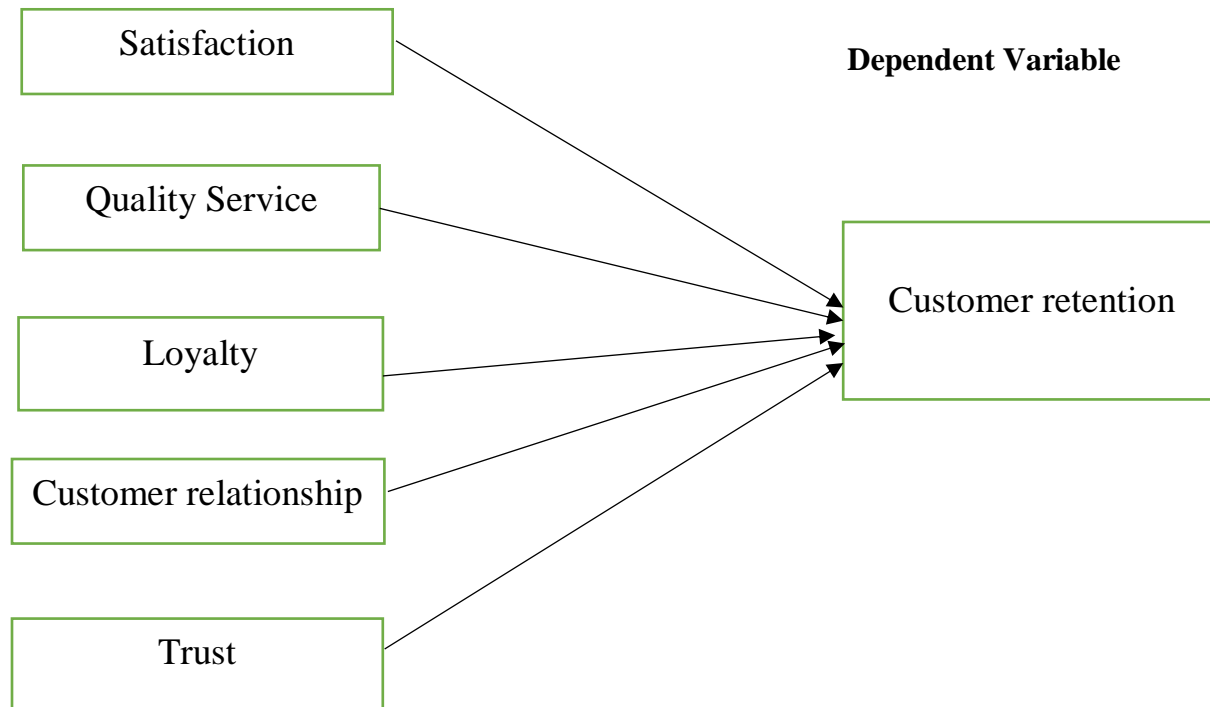 Satisfaction
Dependent Variable
Quality Service
Customer retention
Loyalty
Customer relationship
Trust